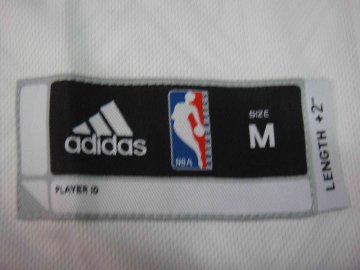 adidas
NBA
SIZE
M
LENGTH +2"
PLAYER ID